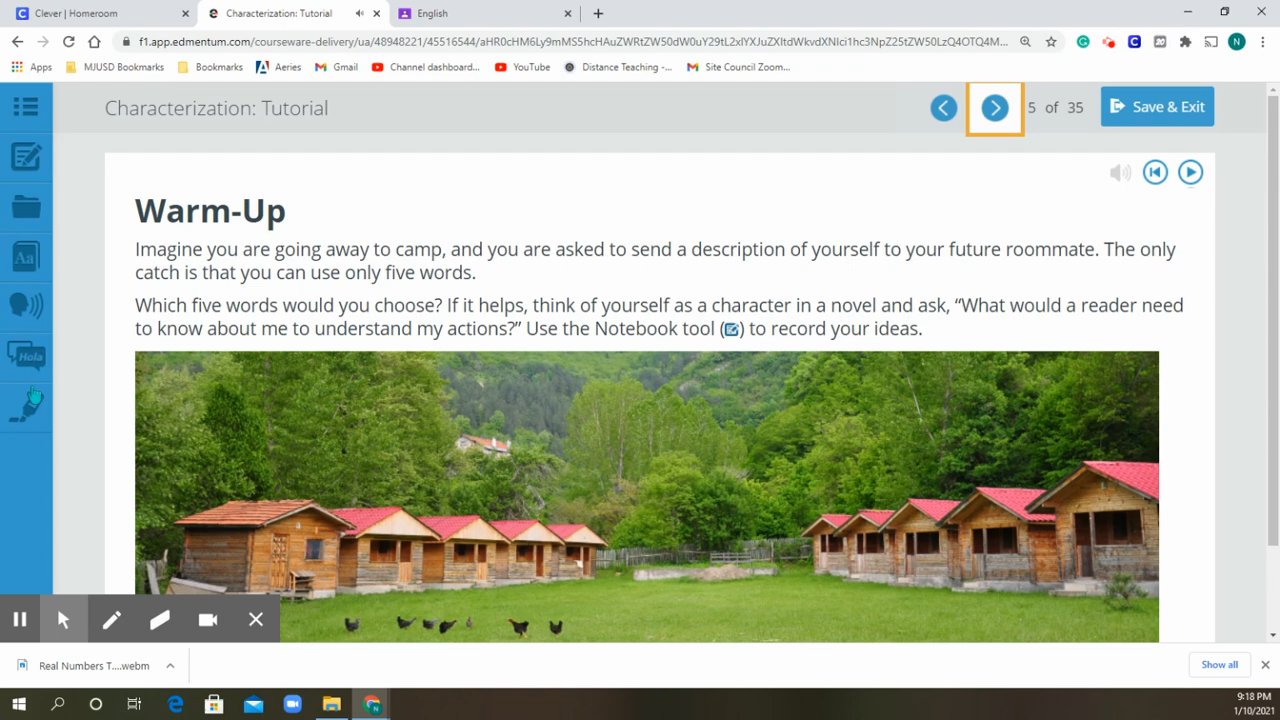 Clever | Homeroom
Characterization: Tutorial
English
f1.app.edmentum.com/courseware-delivery/ua/48948221/45516544/
Apps
MJUSD Bookmarks
Bookmarks
Aeries
Gmail
Channel dashboard...
YouTube
Distance Teaching -...
Site Council Zoom...
N
Characterization: Tutorial
5 of 35
Save & Exit
Aa
Hola
Warm-Up
Imagine you are going away to camp, and you are asked to send a description of yourself to your future roommate. The only
catch is that you can use only five words.
Which five words would you choose? If it helps, think of yourself as a character in a novel and ask, “What would a reader need
to know about me to understand my actions?” Use the Notebook tool ( ) to record your ideas.
Real Numbers T....webm
Show all
9:18 PM
1/10/2021